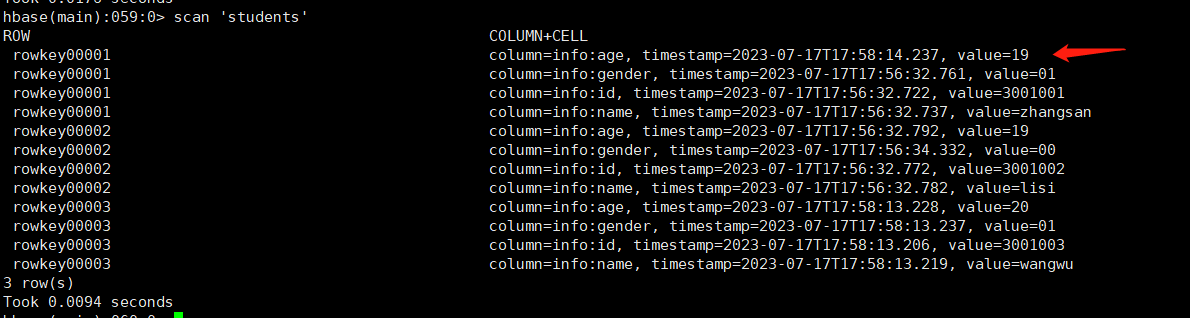 Took 0.0176 seconds
hbase(main):059:0> scan 'students'
ROW COLUMN+CELL
rowkey00001 column=info:age, timestamp=2023-07-17T17:58:14.237, value=19
rowkey00001 column=info:gender, timestamp=2023-07-17T17:56:32.761, value=01
rowkey00001 column=info:id, timestamp=2023-07-17T17:56:32.722, value=3001001
rowkey00001 column=info:name, timestamp=2023-07-17T17:56:32.737, value=zhangsan
rowkey00002 column=info:age, timestamp=2023-07-17T17:56:32.792, value=19
rowkey00002 column=info:gender, timestamp=2023-07-17T17:56:34.332, value=00
rowkey00002 column=info:id, timestamp=2023-07-17T17:56:32.772, value=3001002
rowkey00002 column=info:name, timestamp=2023-07-17T17:56:32.782, value=lisi
rowkey00003 column=info:age, timestamp=2023-07-17T17:58:13.228, value=20
rowkey00003 column=info:gender, timestamp=2023-07-17T17:58:13.237, value=01
rowkey00003 column=info:id, timestamp=2023-07-17T17:58:13.206, value=3001003
rowkey00003 column=info:name, timestamp=2023-07-17T17:58:13.219, value=wangwu
3 row(s)
Took 0.0094 seconds
hbase(main):060:0>